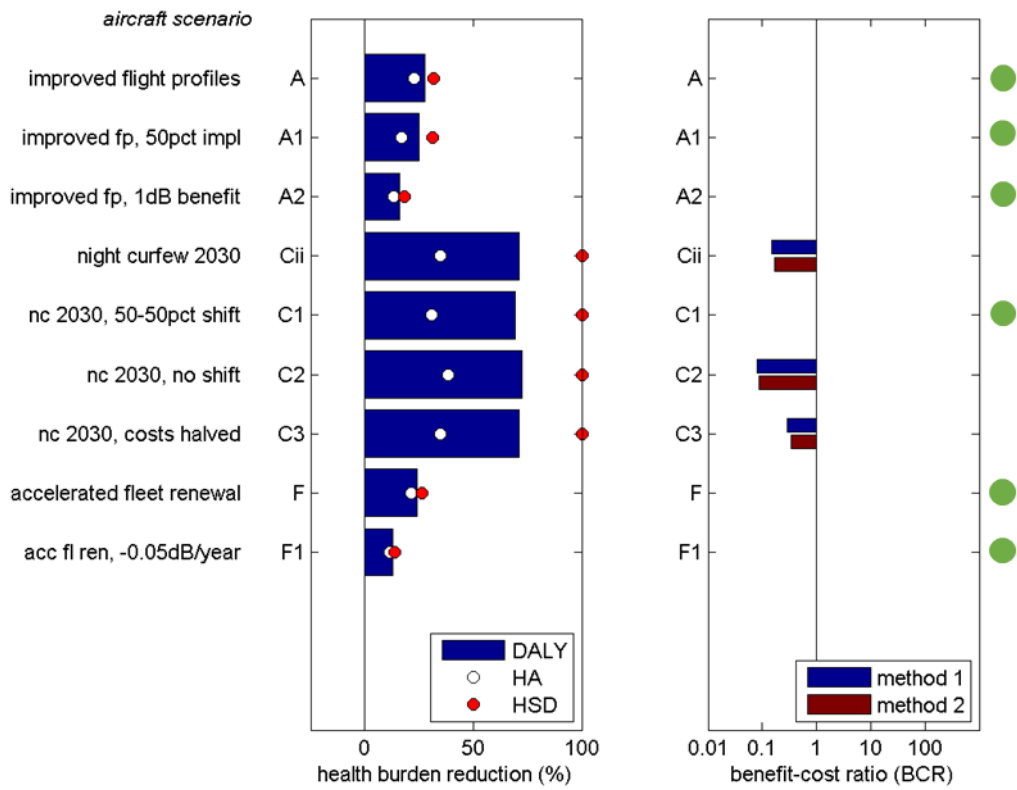 aircraft scenario
improved flight profiles A A
improved fp, 50pct impl A1 A1
improved fp, 1dB benefit A2 A2
night curfew 2030 Cii Cii
nc 2030, 50-50pct shift C1 C1
nc 2030, no shift C2 C2
nc 2030, costs halved C3 C3
accelerated fleet renewal F F
acc fl ren, -0.05dB/year F1 F1
DALY
HA
HSD
method 1
method 2
0 50 100 0.01 0.1 1 10 100
health burden reduction (%) benefit-cost ratio (BCR)